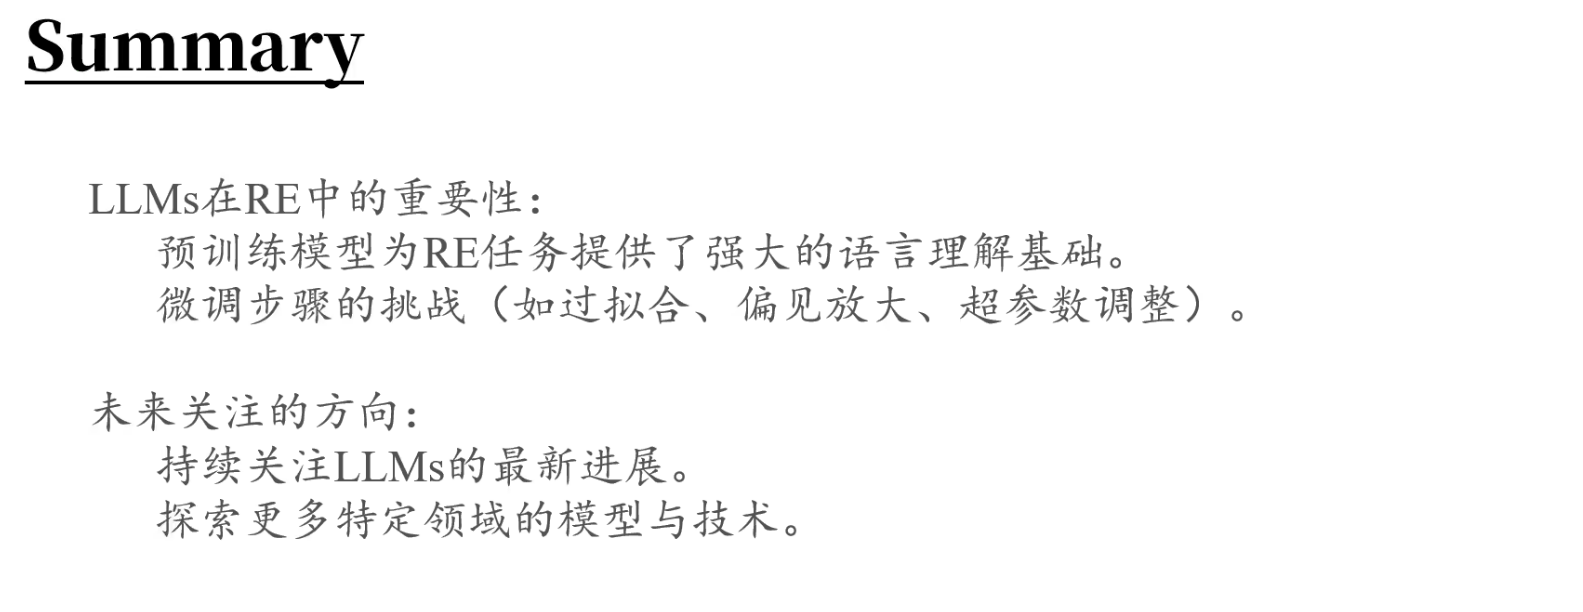 Summary
LLMs在RE中的重要性：
预训练模型为RE任务提供了强大的语言理解基础。
微调步骤的挑战（如过拟合、偏见放大、超参数调整）。
未来关注的方向：
持续关注LLMs的最新进展。
探索更多特定领域的模型与技术。